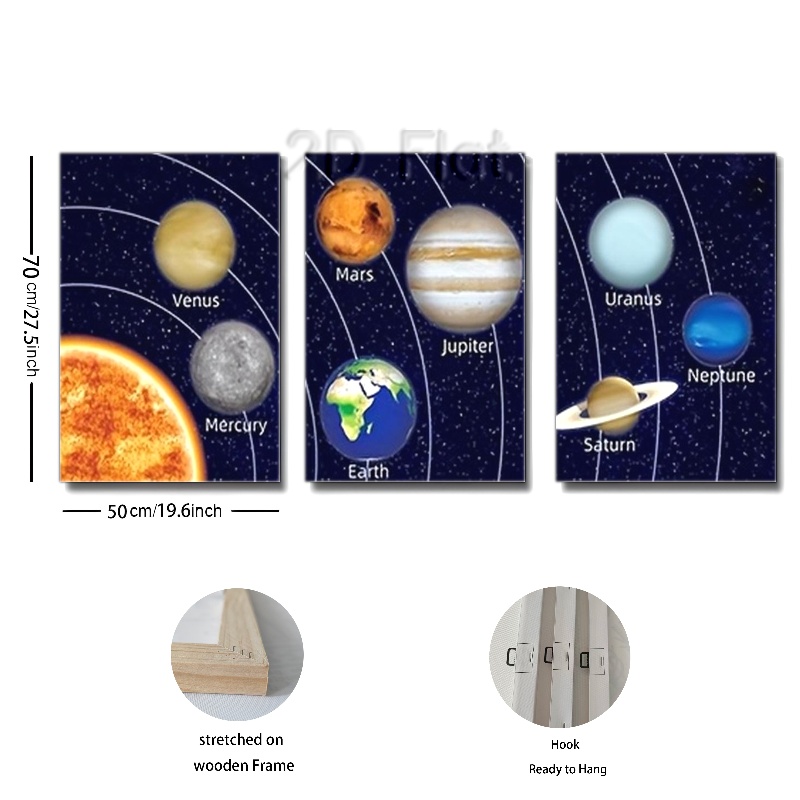 2D Flat
Venus
Mercury
Mars
Jupiter
Earth
Uranus
Neptune
Saturn
70 cm/27.5inch
50cm/19.6inch
stretched on
wooden Frame
Hook
Ready to Hang